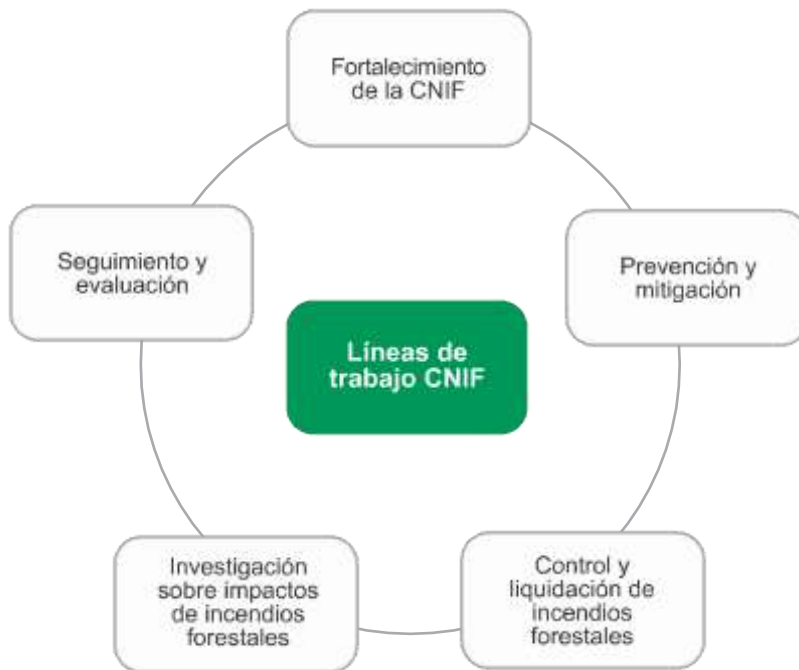 Fortalecimiento
de la CNIF
Prevención y
mitigación
Control y
liquidación de
incendios
forestales
Investigación
sobre impactos
de incendios
forestales
Seguimiento y
evaluación
Líneas de
trabajo CNIF